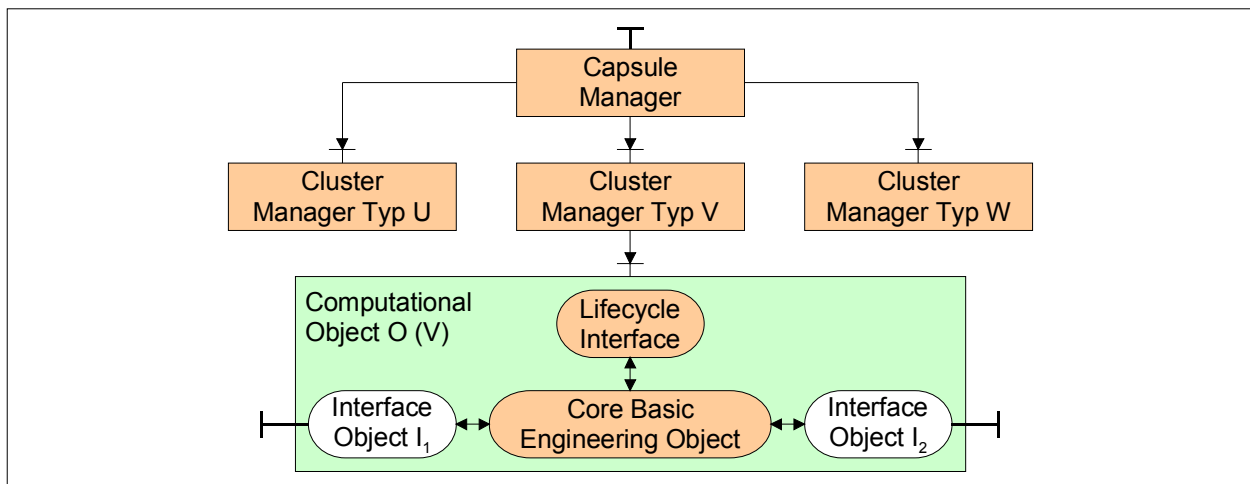 Capsule
Manager
Cluster
Manager Typ U
Cluster
Manager Typ V
Cluster
Manager Typ W
Computational
Object O (V)
Lifecycle
Interface
Interface
Object I₁
Core Basic
Engineering Object
Interface
Object I₂